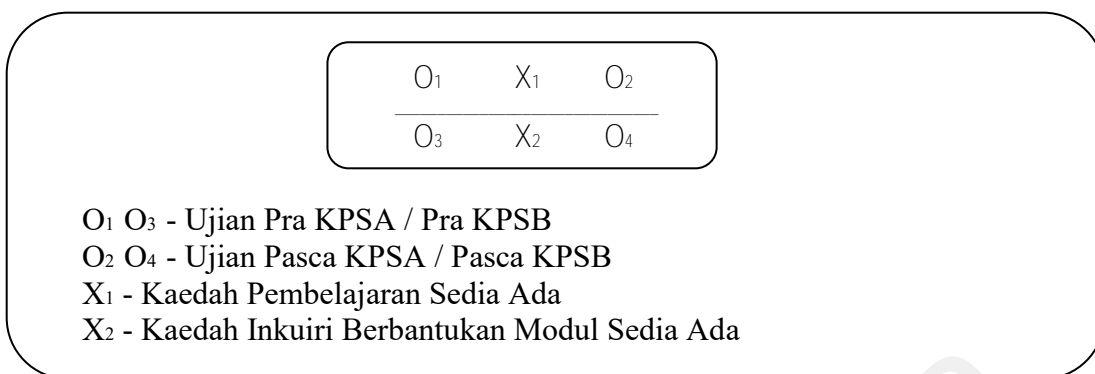 O₁ X₁ O₂
O₃ X₂ O₄
O₁ O₃ - Ujian Pra KPSA / Pra KPSB
O₂ O₄ - Ujian Pasca KPSA / Pasca KPSB
X₁ - Kaedah Pembelajaran Sedia Ada
X₂ - Kaedah Inkuiri Berbantukan Modul Sedia Ada